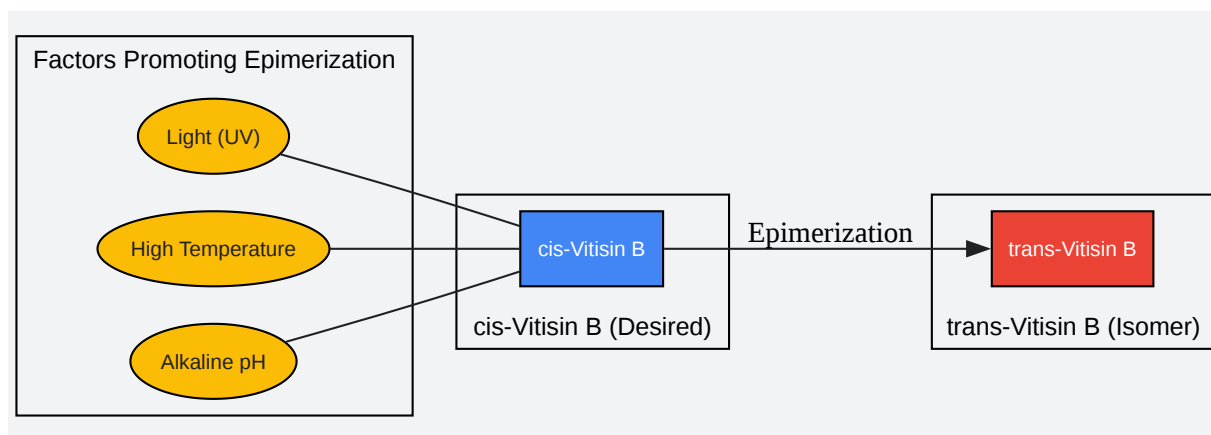 Factors Promoting Epimerization
Light (UV)
High Temperature
Alkaline pH
cis-Vitisin B
cis-Vitisin B (Desired)
Epimerization
trans-Vitisin B
trans-Vitisin B (Isomer)